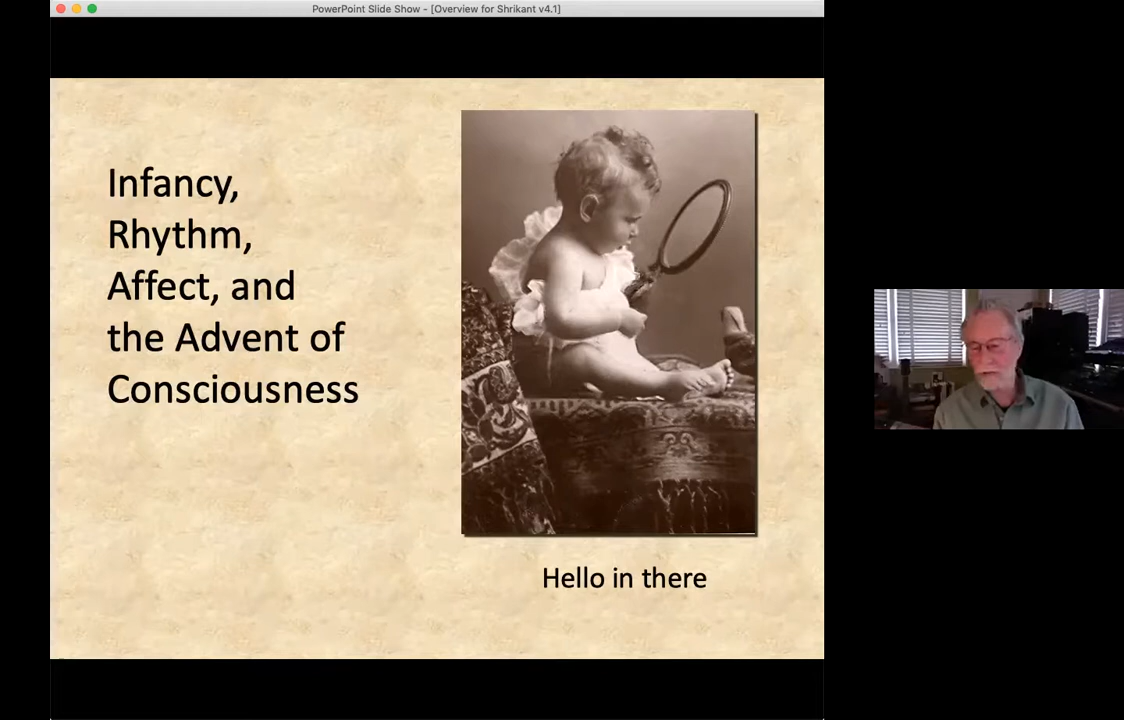 PowerPoint Slide Show - [Overview for Shrikant v4.1]
Infancy,
Rhythm,
Affect, and
the Advent of
Consciousness
Hello in there